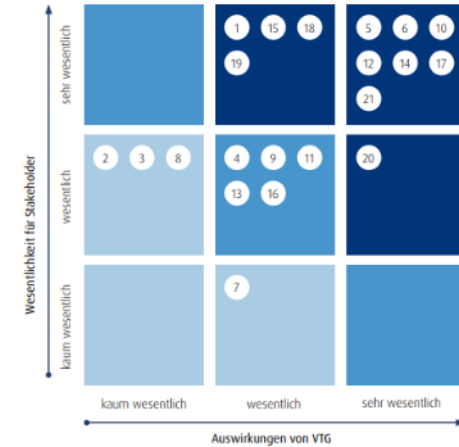 Wesentlichkeit für Stakeholder
sehr wesentlich
1 15 18
19
5 6 10
12 14 17
21
wesentlich
2 3 8
4 9 11
13 16
20
kaum wesentlich
7
kaum wesentlich wesentlich sehr wesentlich
Auswirkungen von VTG